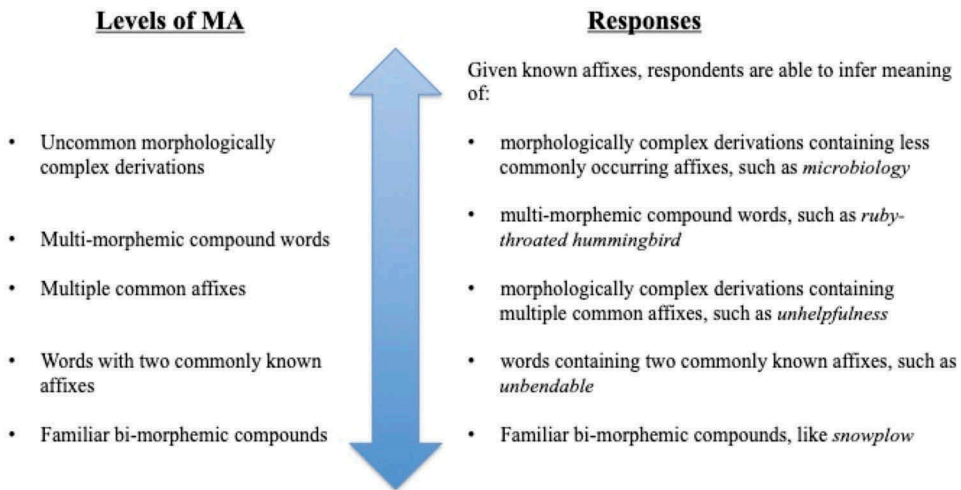 Levels of MA
Responses
Given known affixes, respondents are able to infer meaning
of:
• Uncommon morphologically
complex derivations
• morphologically complex derivations containing less
commonly occurring affixes, such as microbiology
• Multi-morphemic compound words
• multi-morphemic compound words, such as ruby-
throated hummingbird
• Multiple common affixes
• morphologically complex derivations containing
multiple common affixes, such as unhelpfulness
• Words with two commonly known
affixes
• words containing two commonly known affixes, such as
unbendable
• Familiar bi-morphemic compounds
• Familiar bi-morphemic compounds, like snowplow